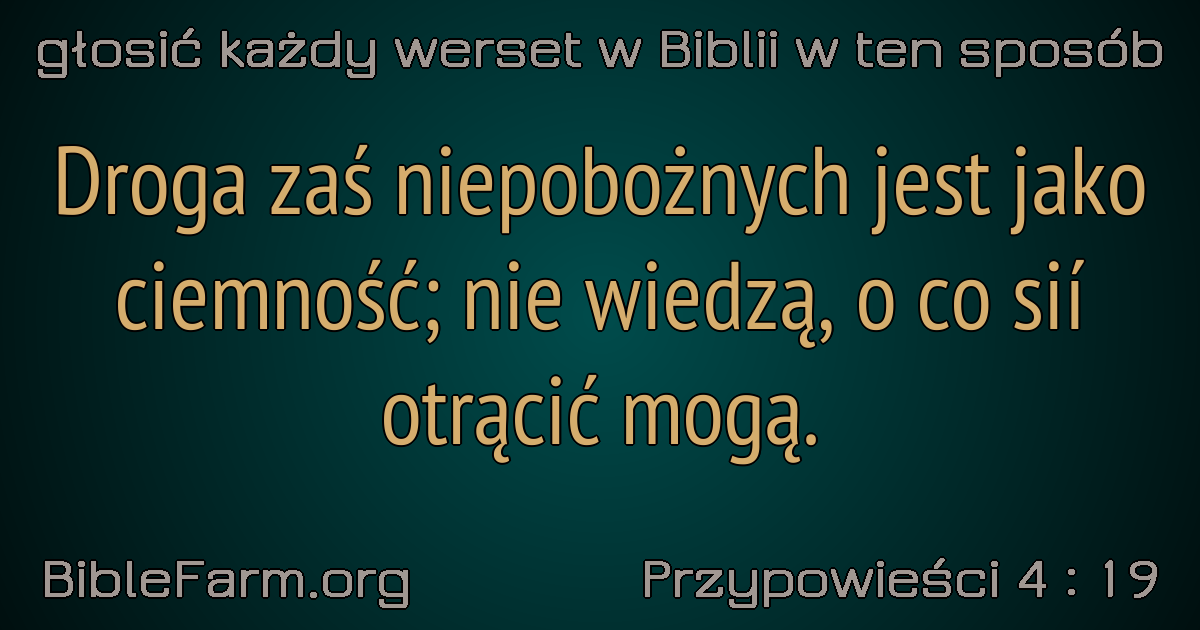 głosić każdy werset w Biblii w ten sposób
Droga zaś niepobożnych jest jako
ciemność; nie wiedzą, o co sií
otrącić mogą.
BibleFarm.org
Przypowieści 4 : 19